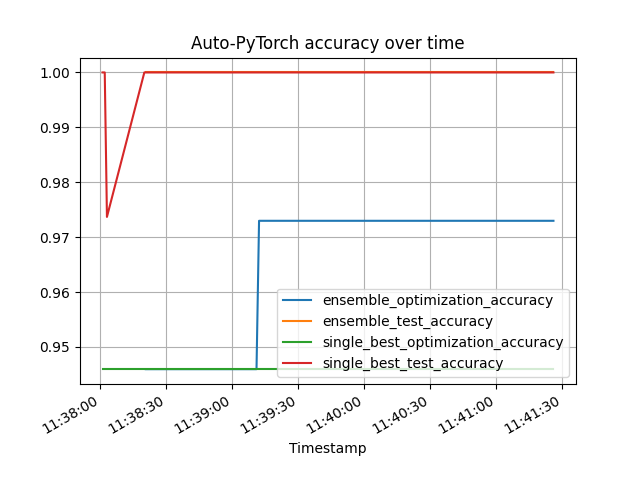 Auto-PyTorch accuracy over time
1.00
0.99
0.98
0.97
0.96
0.95
ensemble_optimization_accuracy
ensemble_test_accuracy
single_best_optimization_accuracy
single_best_test_accuracy
11:38:00
11:38:30
11:39:00
11:39:30
11:40:00
11:40:30
11:41:00
11:41:30
Timestamp